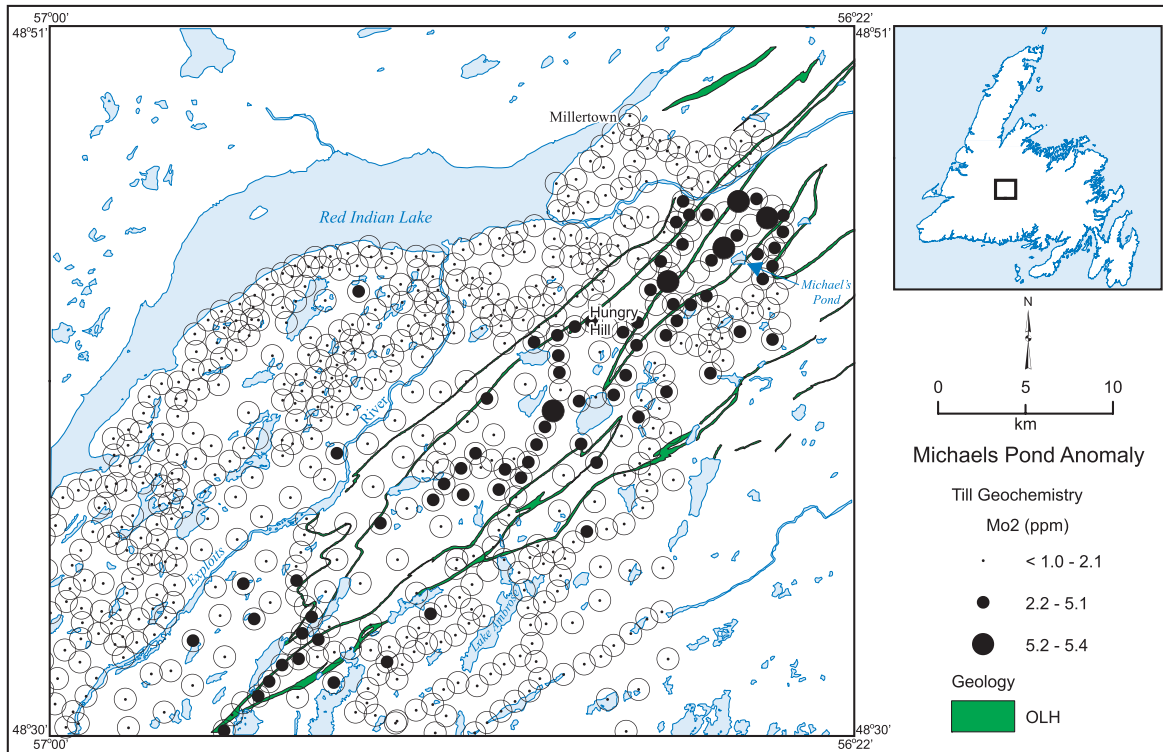 57°00'
56°22'
48°51'
48°51'
Millertown
Red Indian Lake
Michael's
Pond
Hungry
Hill
River
Exploits
Lake Ambrose
48°30'
57°00'
56°22'
48°30'
N
0
5
10
km
Michaels Pond Anomaly
Till Geochemistry
Mo2 (ppm)
< 1.0 - 2.1
2.2 - 5.1
5.2 - 5.4
Geology
OLH